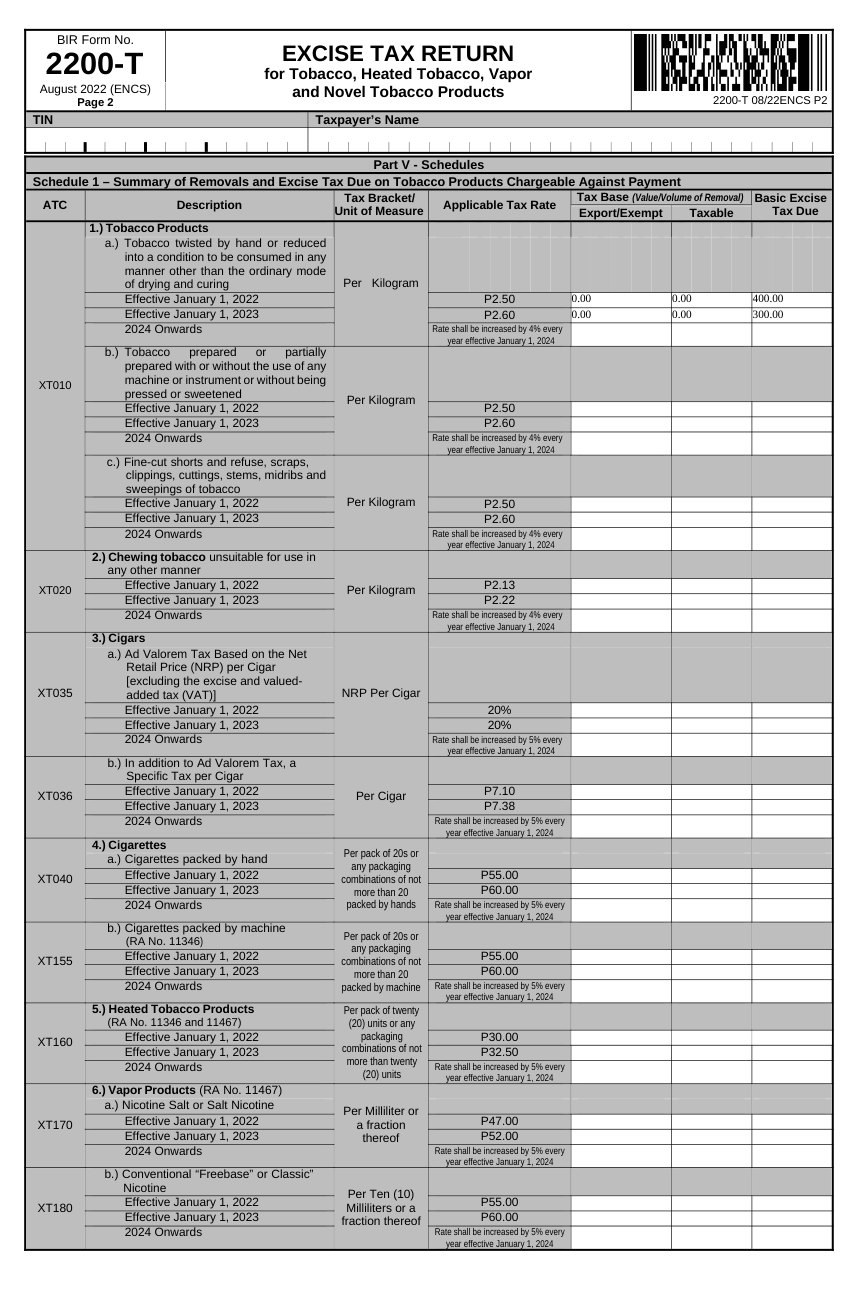 BIR Form No.
2200-T
August 2022 (ENCS)
Page 2
EXCISE TAX RETURN
for Tobacco, Heated Tobacco, Vapor
and Novel Tobacco Products
2200-T 08/22ENCS P2
TIN Taxpayer's Name
Part V - Schedules
Schedule 1 – Summary of Removals and Excise Tax Due on Tobacco Products Chargeable Against Payment
ATC Description Tax Bracket/ Unit of Measure Applicable Tax Rate Tax Base (Value/Volume of Removal) Basic Excise Tax Due
Export/Exempt Taxable
XT010
1.) Tobacco Products
a.) Tobacco twisted by hand or reduced
into a condition to be consumed in any
manner other than the ordinary mode
of drying and curing
Per Kilogram
Effective January 1, 2022 P2.50 0.00 0.00 400.00
Effective January 1, 2023 P2.60 0.00 0.00 300.00
2024 Onwards Rate shall be increased by 4% every
year effective January 1, 2024
b.) Tobacco prepared or partially
prepared with or without the use of any
machine or instrument or without being
pressed or sweetened
Per Kilogram
Effective January 1, 2022 P2.50
Effective January 1, 2023 P2.60
2024 Onwards Rate shall be increased by 4% every
year effective January 1, 2024
c.) Fine-cut shorts and refuse, scraps,
clippings, cuttings, stems, midribs and
sweepings of tobacco
Per Kilogram
Effective January 1, 2022 P2.50
Effective January 1, 2023 P2.60
2024 Onwards Rate shall be increased by 4% every
year effective January 1, 2024
XT020
2.) Chewing tobacco unsuitable for use in
any other manner
Per Kilogram
Effective January 1, 2022 P2.13
Effective January 1, 2023 P2.22
2024 Onwards Rate shall be increased by 4% every
year effective January 1, 2024
XT035
3.) Cigars
a.) Ad Valorem Tax Based on the Net
Retail Price (NRP) per Cigar
[excluding the excise and valued-
added tax (VAT)]
NRP Per Cigar
Effective January 1, 2022 20%
Effective January 1, 2023 20%
2024 Onwards Rate shall be increased by 5% every
year effective January 1, 2024
XT036
b.) In addition to Ad Valorem Tax, a
Specific Tax per Cigar
Per Cigar
Effective January 1, 2022 P7.10
Effective January 1, 2023 P7.38
2024 Onwards Rate shall be increased by 5% every
year effective January 1, 2024
XT040
4.) Cigarettes
a.) Cigarettes packed by hand
Per pack of 20s or
any packaging
combinations of not
more than 20
packed by hands
Effective January 1, 2022 P55.00
Effective January 1, 2023 P60.00
2024 Onwards Rate shall be increased by 5% every
year effective January 1, 2024
XT155
b.) Cigarettes packed by machine
(RA No. 11346)
Per pack of 20s or
any packaging
combinations of not
more than 20
packed by machine
Effective January 1, 2022 P55.00
Effective January 1, 2023 P60.00
2024 Onwards Rate shall be increased by 5% every
year effective January 1, 2024
XT160
5.) Heated Tobacco Products
(RA No. 11346 and 11467)
Per pack of twenty
(20) units or any
packaging
combinations of not
more than twenty
(20) units
Effective January 1, 2022 P30.00
Effective January 1, 2023 P32.50
2024 Onwards Rate shall be increased by 5% every
year effective January 1, 2024
XT170
6.) Vapor Products (RA No. 11467)
a.) Nicotine Salt or Salt Nicotine
Per Milliliter or
a fraction
thereof
Effective January 1, 2022 P47.00
Effective January 1, 2023 P52.00
2024 Onwards Rate shall be increased by 5% every
year effective January 1, 2024
XT180
b.) Conventional “Freebase” or Classic”
Nicotine
Per Ten (10)
Milliliters or a
fraction thereof
Effective January 1, 2022 P55.00
Effective January 1, 2023 P60.00
2024 Onwards Rate shall be increased by 5% every
year effective January 1, 2024